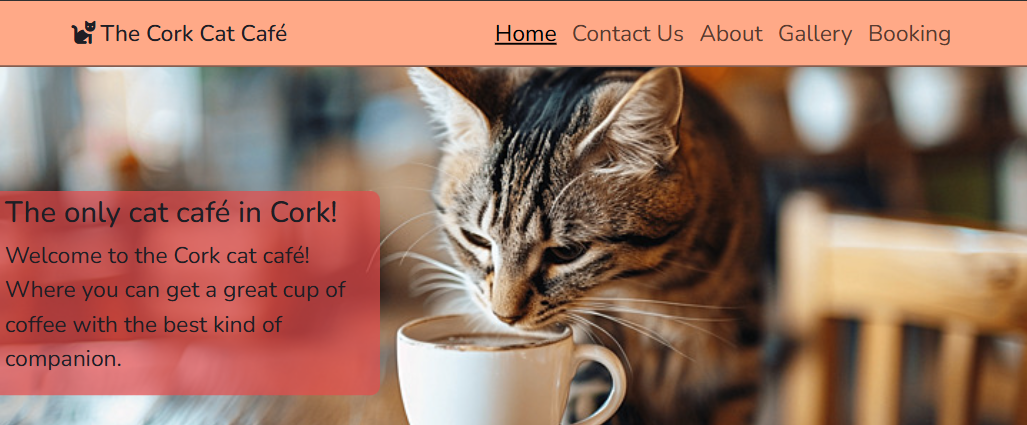 The Cork Cat Café
Home Contact Us About Gallery Booking
The only cat café in Cork!
Welcome to the Cork cat café!
Where you can get a great cup of
coffee with the best kind of
companion.